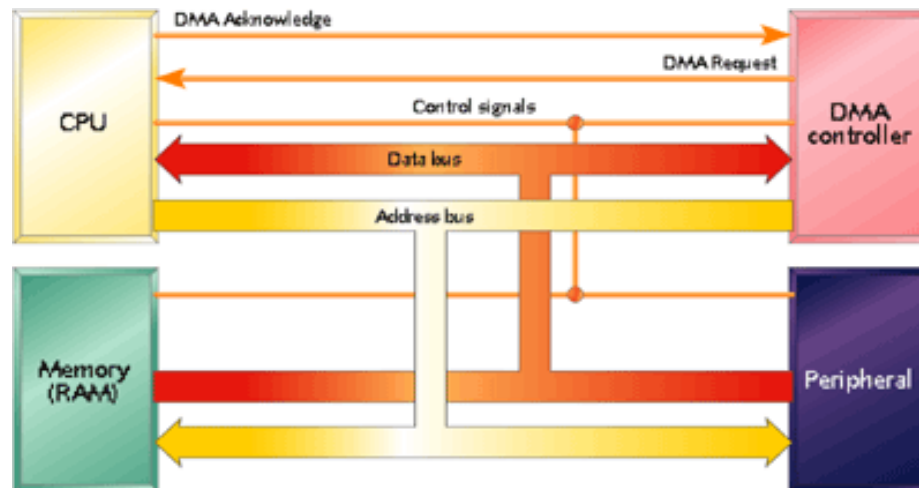 DMA Acknowledge
DMA Request
Control signals
CPU
DMA
controller
Data bus
Address bus
Memory
(RAM)
Peripheral